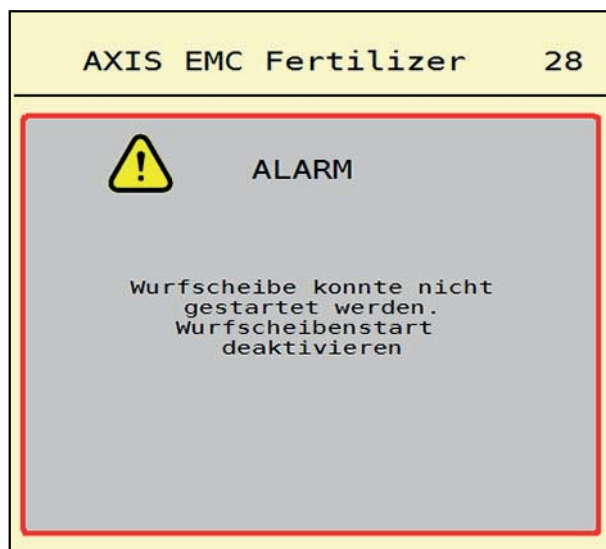 AXIS EMC Fertilizer 28
ALARM
Wurfscheibe konnte nicht
gestartet werden.
Wurfscheibenstart
deaktivieren